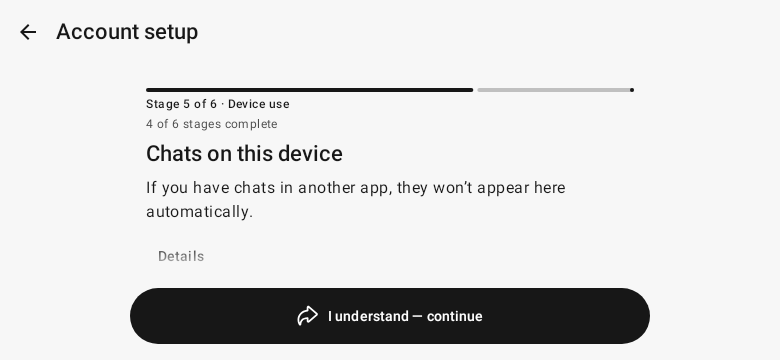 Account setup
Stage 5 of 6 · Device use
4 of 6 stages complete
Chats on this device
If you have chats in another app, they won’t appear here
automatically.
Details
I understand — continue